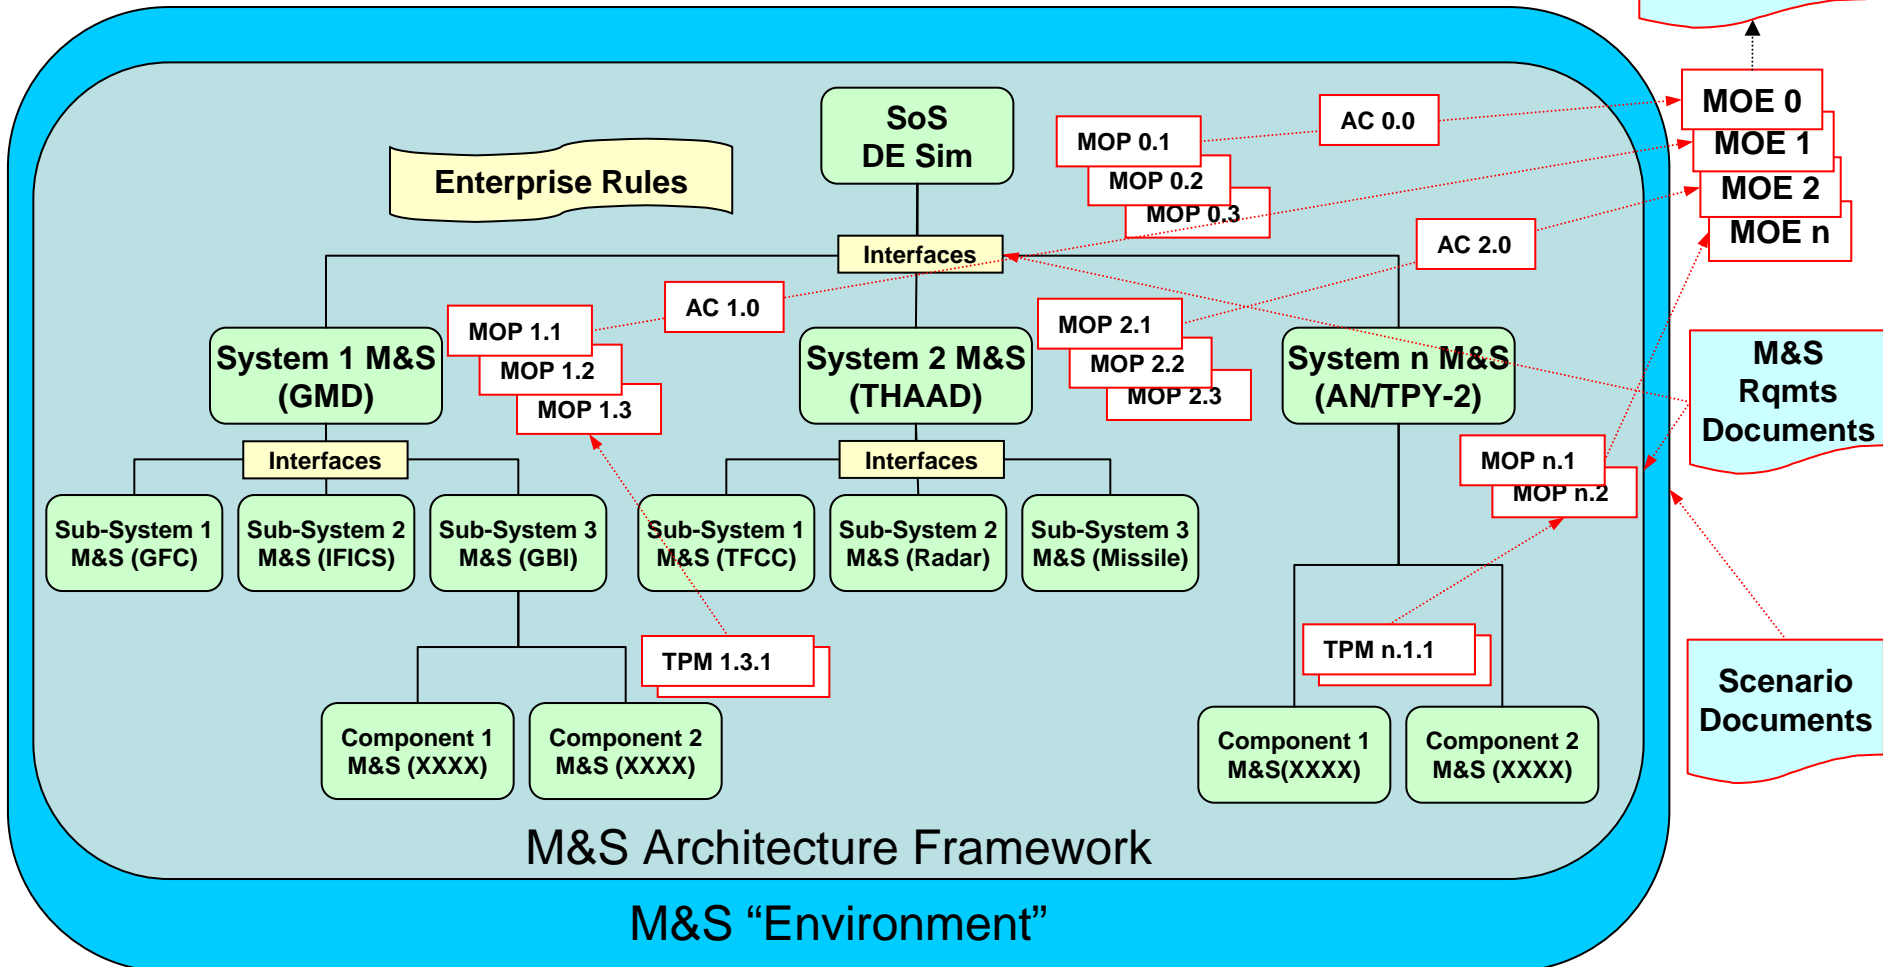 SoS
DE Sim
Enterprise Rules
MOP 0.1
MOP 0.2
MOP 0.3
AC 0.0
MOE 0
MOE 1
MOE 2
MOE n
Interfaces
AC 2.0
AC 1.0
System 1 M&S
(GMD)
MOP 1.1
MOP 1.2
MOP 1.3
System 2 M&S
(THAAD)
MOP 2.1
MOP 2.2
MOP 2.3
System n M&S
(AN/TPY-2)
M&S
Rqmts
Documents
Interfaces
Interfaces
MOP n.1
MOP n.2
Sub-System 1
M&S (GFC)
Sub-System 2
M&S (IFICS)
Sub-System 3
M&S (GBI)
Sub-System 1
M&S (TFCC)
Sub-System 2
M&S (Radar)
Sub-System 3
M&S (Missile)
TPM 1.3.1
TPM n.1.1
Scenario
Documents
Component 1
M&S (XXXX)
Component 2
M&S (XXXX)
Component 1
M&S(XXXX)
Component 2
M&S (XXXX)
M&S Architecture Framework
M&S “Environment”